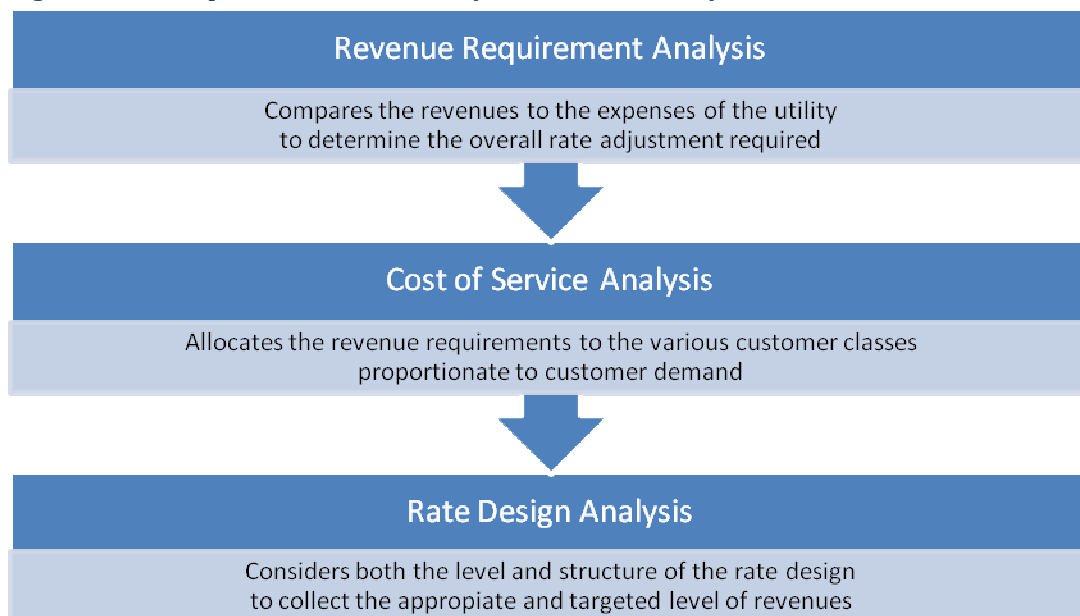 Revenue Requirement Analysis
Compares the revenues to the expenses of the utility
to determine the overall rate adjustment required
Cost of Service Analysis
Allocates the revenue requirements to the various customer classes
proportionate to customer demand
Rate Design Analysis
Considers both the level and structure of the rate design
to collect the appropiate and targeted level of revenues